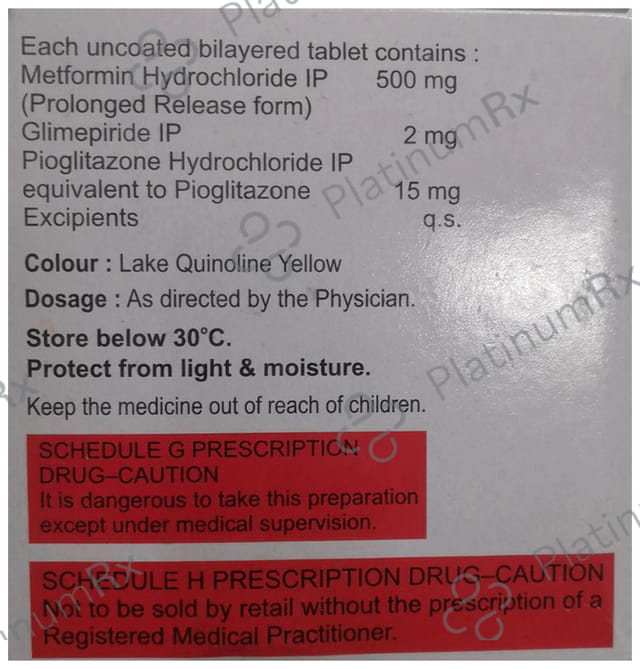 Each uncoated bilayered tablet contains :
Metformin Hydrochloride IP 500 mg
(Prolonged Release form)
Glimepiride IP 2 mg
Pioglitazone Hydrochloride IP
equivalent to Pioglitazone 15 mg
Excipients q.s.
Colour : Lake Quinoline Yellow
Dosage : As directed by the Physician.
Store below 30°C.
Protect from light & moisture.
Keep the medicine out of reach of children.
SCHEDULE G PRESCRIPTION
DRUG–CAUTION
It is dangerous to take this preparation
except under medical supervision.
SCHEDULE H PRESCRIPTION DRUG–CAUTION
Not to be sold by retail without the prescription of a
Registered Medical Practitioner.
PlatinumRx
PlatinumRx